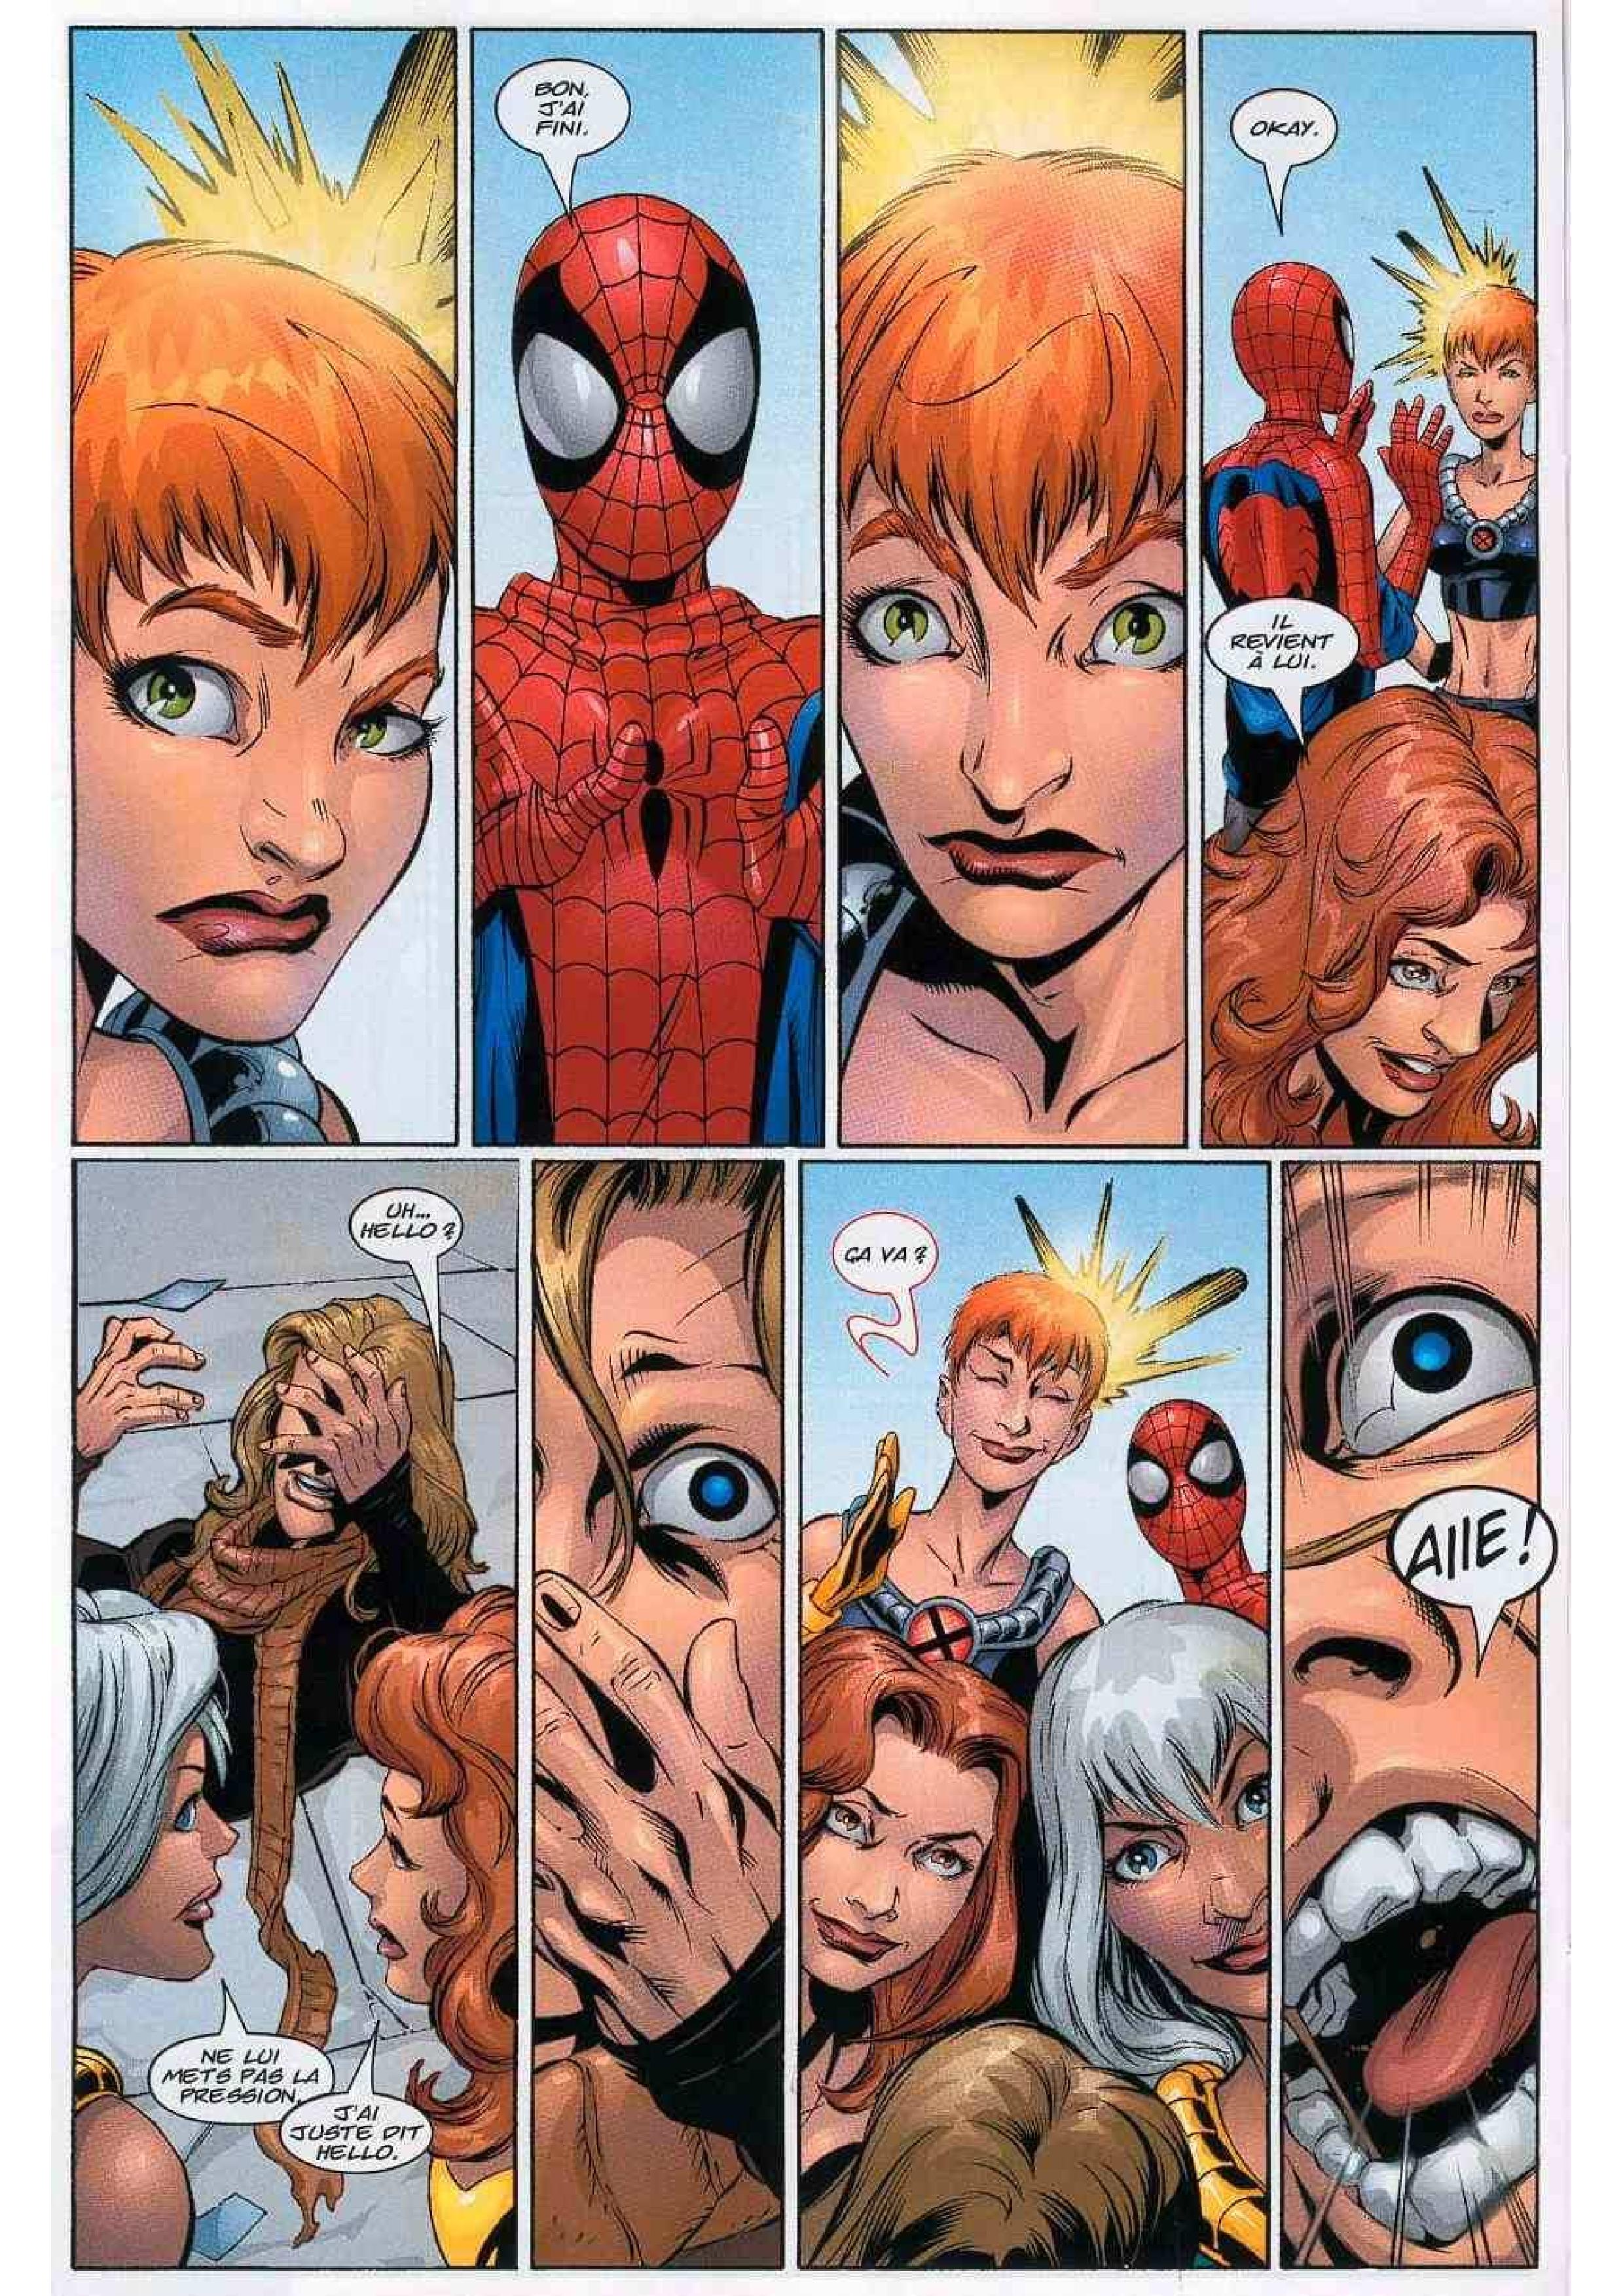 BON,
J'AI
FINI.
OKAY.
IL
REVIENT
À LUI.
UH...
HELLO ?
NE LUI
METS PAS LA
PRESSION.
J'AI
JUSTE DIT
HELLO.
ÇA VA ?
AIIE !